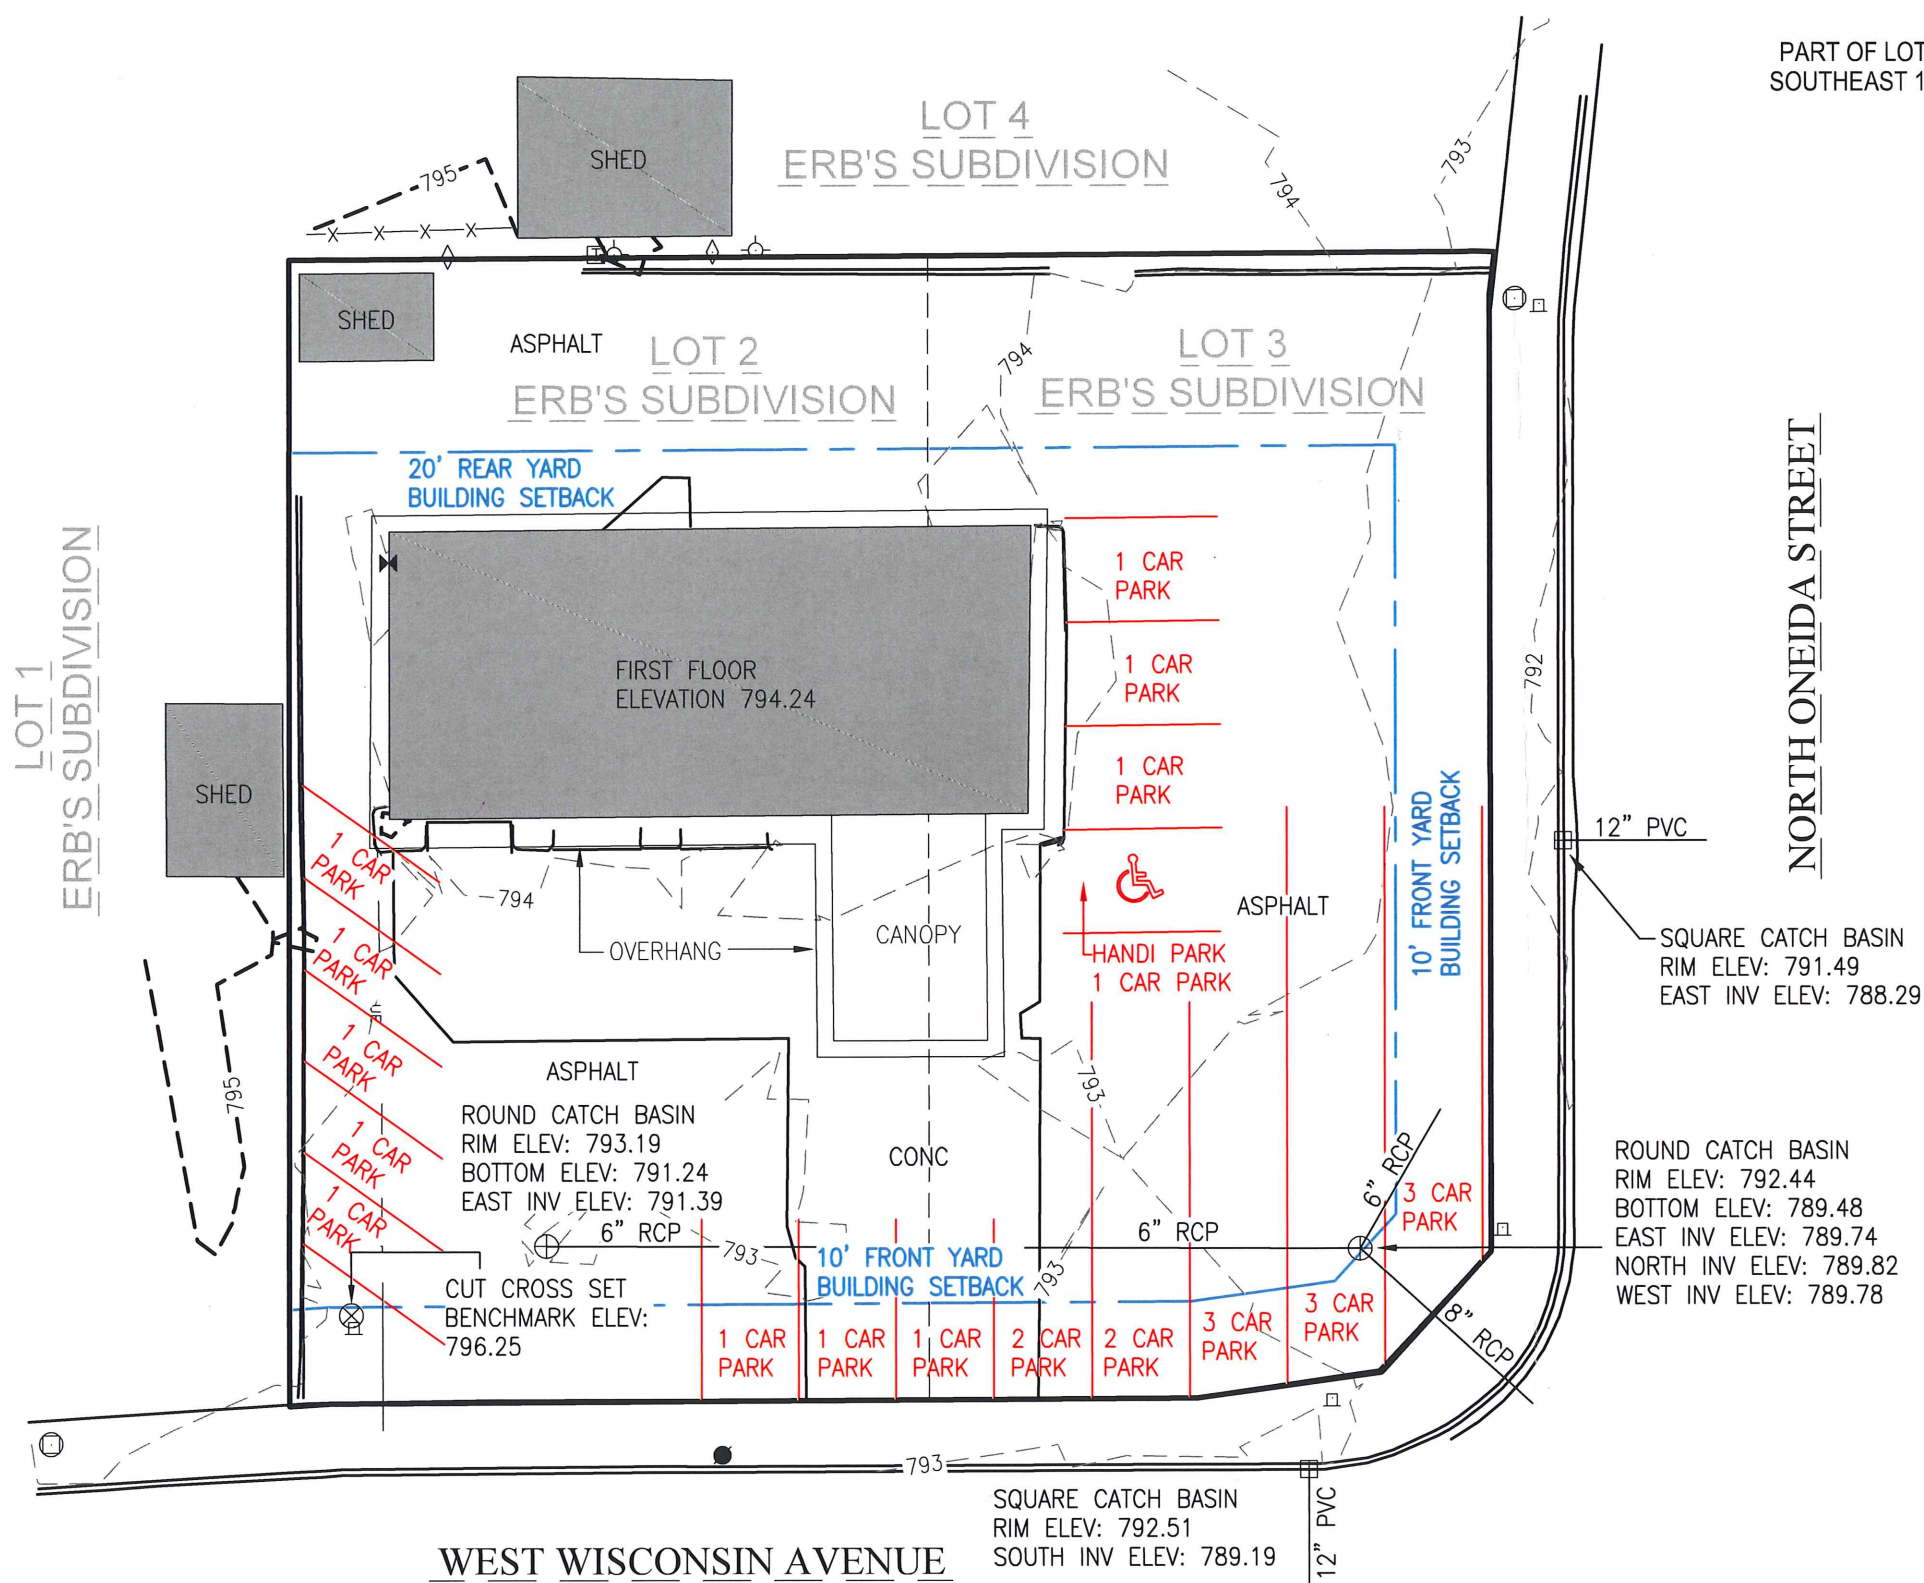 PART OF LOT
SOUTHEAST 1
LOT 4
ERB'S SUBDIVISION
SHED
795
793
794
SHED
ASPHALT
LOT 2
ERB'S SUBDIVISION
LOT 3
ERB'S SUBDIVISION
794
20' REAR YARD
BUILDING SETBACK
NORTH ONEIDA STREET
LOT 1
ERB'S SUBDIVISION
1 CAR
PARK
FIRST FLOOR
ELEVATION 794.24
1 CAR
PARK
792
1 CAR
PARK
SHED
10' FRONT YARD
BUILDING SETBACK
12" PVC
1 CAR
PARK
794
ASPHALT
OVERHANG
CANOPY
HANDI PARK
1 CAR PARK
SQUARE CATCH BASIN
RIM ELEV: 791.49
EAST INV ELEV: 788.29
1 CAR
PARK
1 CAR
PARK
ASPHALT
793
795
ROUND CATCH BASIN
RIM ELEV: 793.19
BOTTOM ELEV: 791.24
EAST INV ELEV: 791.39
1 CAR
PARK
CONC
6" RCP
ROUND CATCH BASIN
RIM ELEV: 792.44
BOTTOM ELEV: 789.48
EAST INV ELEV: 789.74
NORTH INV ELEV: 789.82
WEST INV ELEV: 789.78
1 CAR
PARK
3 CAR
PARK
6" RCP
793
6" RCP
10' FRONT YARD
BUILDING SETBACK
793
CUT CROSS SET
BENCHMARK ELEV:
796.25
1 CAR
PARK
1 CAR
PARK
1 CAR
PARK
2 CAR
PARK
2 CAR
PARK
3 CAR
PARK
3 CAR
PARK
8" RCP
793
SQUARE CATCH BASIN
RIM ELEV: 792.51
SOUTH INV ELEV: 789.19
12" PVC
WEST WISCONSIN AVENUE